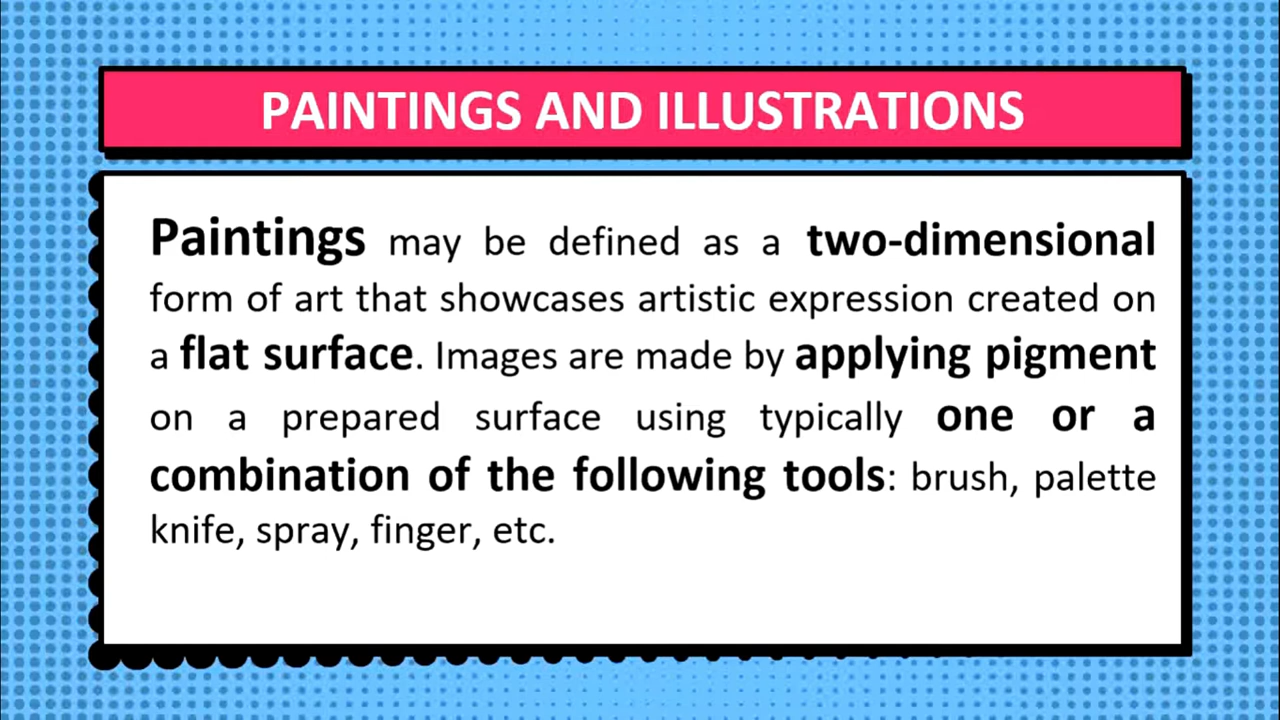 PAINTINGS AND ILLUSTRATIONS
Paintings may be defined as a two-dimensional
form of art that showcases artistic expression created on
a flat surface. Images are made by applying pigment
on a prepared surface using typically one or a
combination of the following tools: brush, palette
knife, spray, finger, etc.